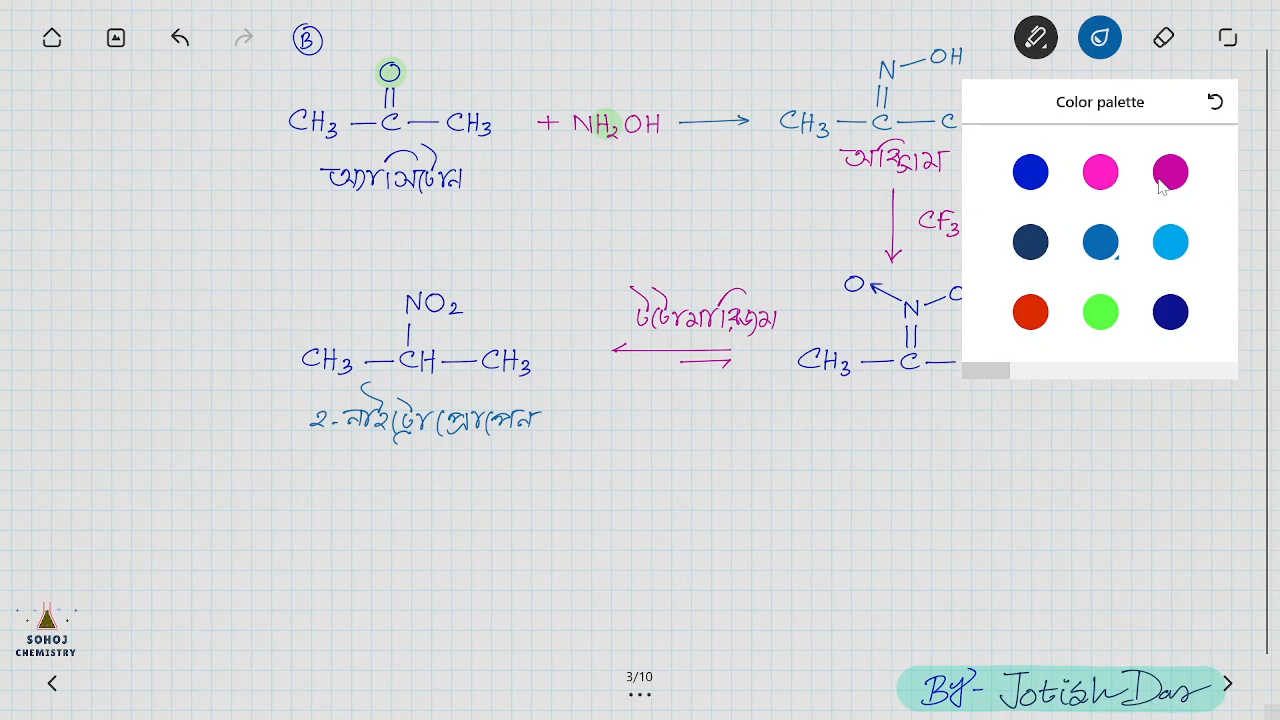 B
N — OH
O
||
||
CH₃ — C — CH₃ + NH₂OH → CH₃ — C — C
অ্যাসিটোন
অক্সিম
CF₃
Color palette
NO₂
টটোমারিজম
O
N — O
|
||
CH₃ — CH — CH₃
CH₃ — C —
২-নাইট্রোপ্রোপেন
SOHOJ
CHEMISTRY
3/10
BY- Jotish Das